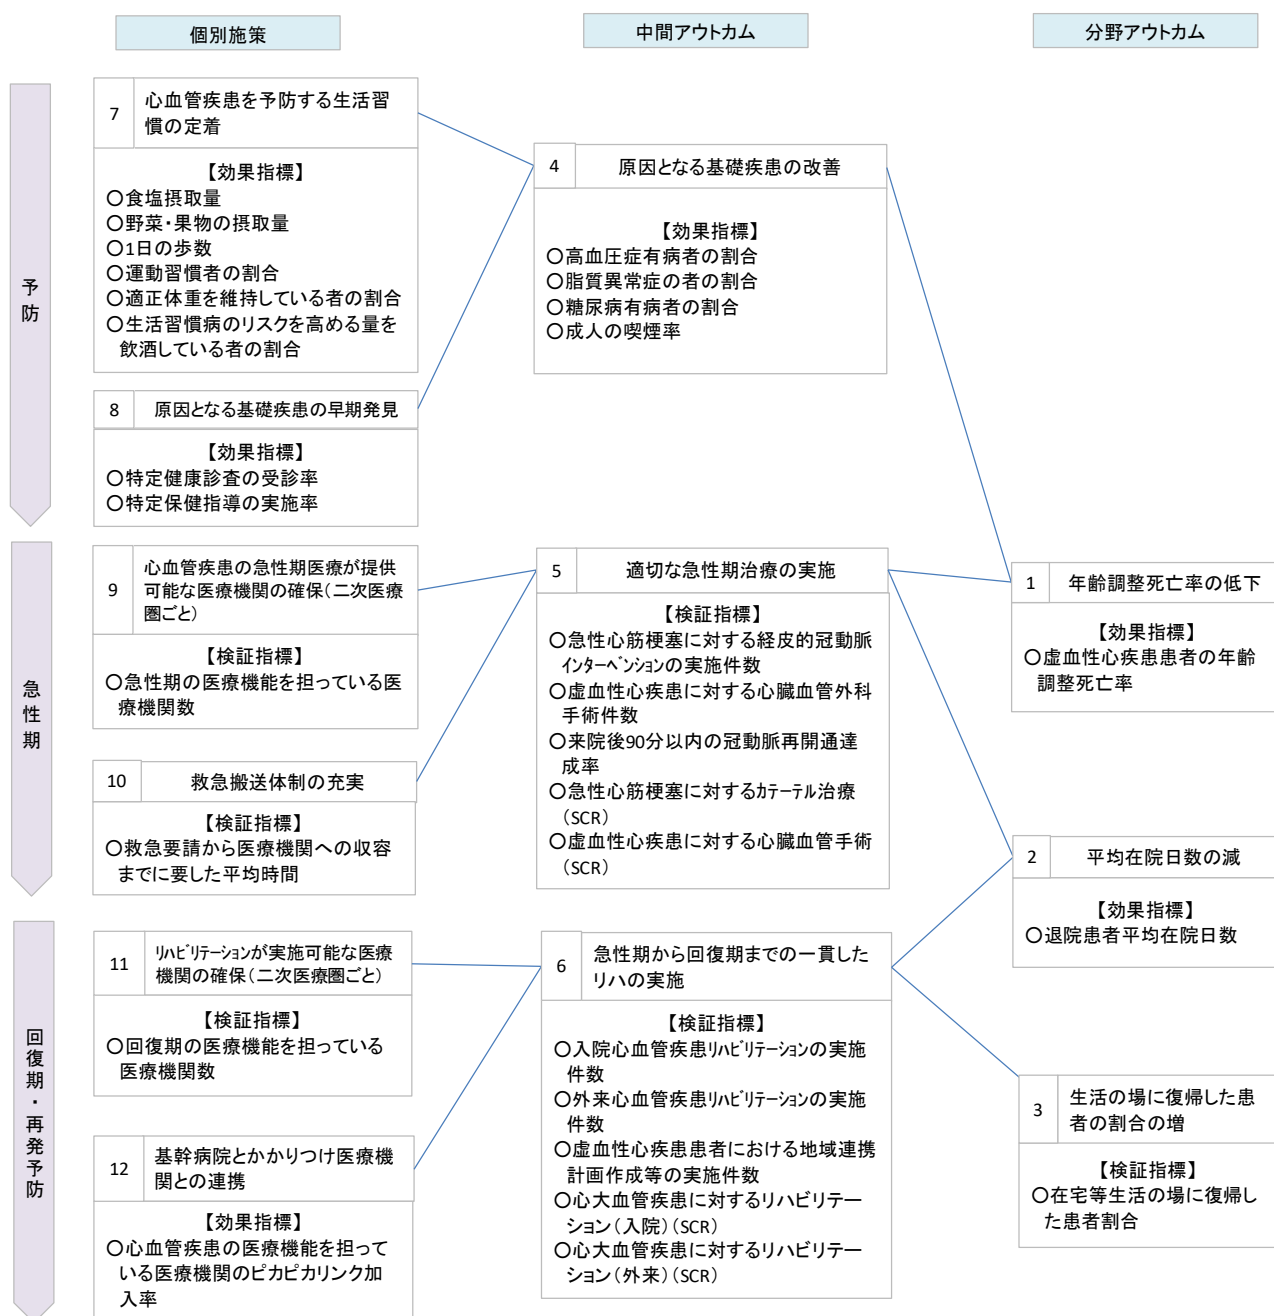 個別施策
中間アウトカム
分野アウトカム
予防
7
心血管疾患を予防する生活習
慣の定着
【効果指標】
〇食塩摂取量
〇野菜・果物の摂取量
〇1日の歩数
〇運動習慣者の割合
〇適正体重を維持している者の割合
〇生活習慣病のリスクを高める量を
飲酒している者の割合
8
原因となる基礎疾患の早期発見
【効果指標】
〇特定健康診査の受診率
〇特定保健指導の実施率
4
原因となる基礎疾患の改善
【効果指標】
〇高血圧症有病者の割合
〇脂質異常症の者の割合
〇糖尿病有病者の割合
〇成人の喫煙率
急性期
9
心血管疾患の急性期医療が提供
可能な医療機関の確保(二次医療
圏ごと)
【検証指標】
〇急性期の医療機能を担っている医
療機関数
10
救急搬送体制の充実
【検証指標】
〇救急要請から医療機関への収容
までに要した平均時間
5
適切な急性期治療の実施
【検証指標】
〇急性心筋梗塞に対する経皮的冠動脈
ｲﾝﾀｰﾍﾞﾝｼｮﾝの実施件数
〇虚血性心疾患に対する心臓血管外科
手術件数
〇来院後90分以内の冠動脈再開通達
成率
〇急性心筋梗塞に対するｶﾃｰﾃﾙ治療
(SCR)
〇虚血性心疾患に対する心臓血管手術
(SCR)
1
年齢調整死亡率の低下
【効果指標】
〇虚血性心疾患患者の年齢
調整死亡率
2
平均在院日数の減
【効果指標】
〇退院患者平均在院日数
回復期・再発予防
11
ﾘﾊﾋﾞﾘﾃｰｼｮﾝが実施可能な医療
機関の確保(二次医療圏ごと)
【検証指標】
〇回復期の医療機能を担っている
医療機関数
12
基幹病院とかかりつけ医療機
関との連携
【効果指標】
〇心血管疾患の医療機能を担って
いる医療機関のピカピカリンク加
入率
6
急性期から回復期までの一貫した
リハの実施
【検証指標】
〇入院心血管疾患ﾘﾊﾋﾞﾘﾃｰｼｮﾝの実施
件数
〇外来心血管疾患ﾘﾊﾋﾞﾘﾃｰｼｮﾝの実施
件数
〇虚血性心疾患患者における地域連携
計画作成等の実施件数
〇心大血管疾患に対するリハビリテー
ション(入院)(SCR)
〇心大血管疾患に対するリハビリテー
ション(外来)(SCR)
3
生活の場に復帰した患
者の割合の増
【検証指標】
〇在宅等生活の場に復帰し
た患者割合